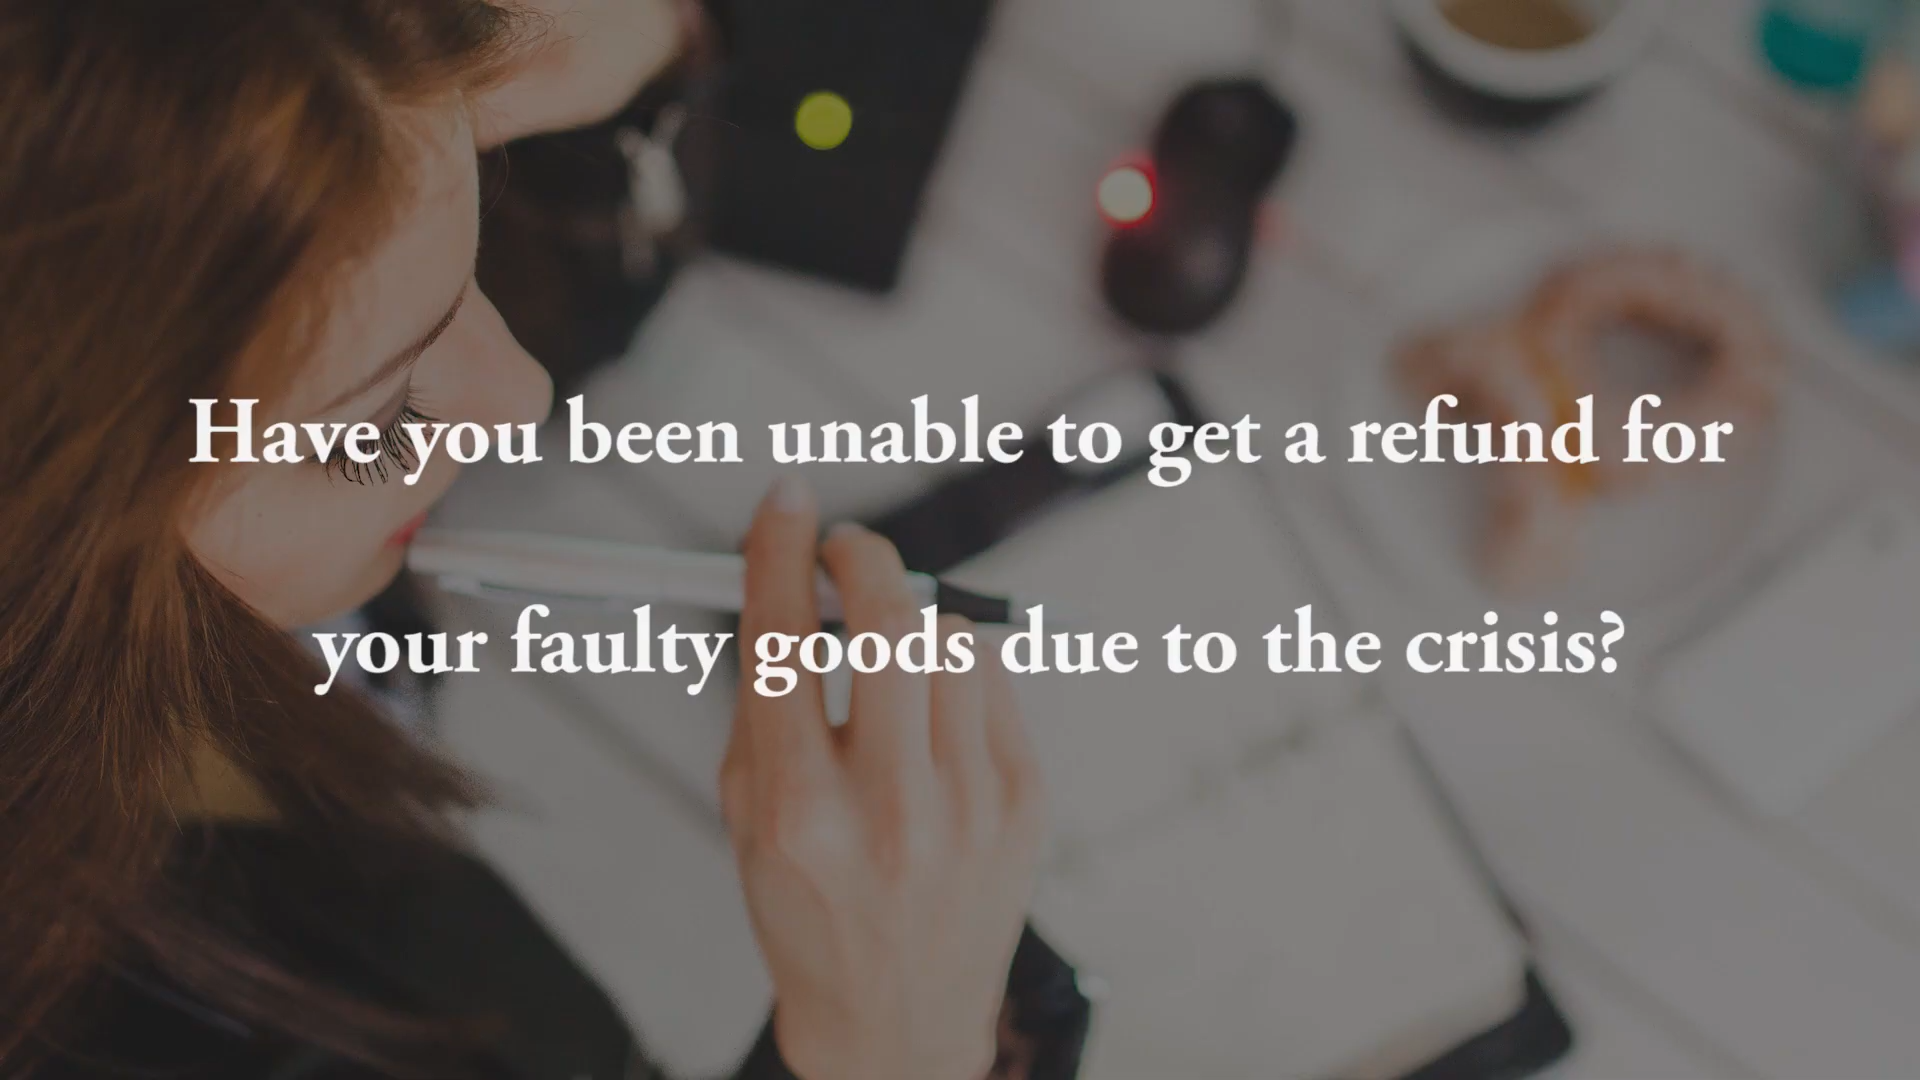 Have you been unable to get a refund for
your faulty goods due to the crisis?